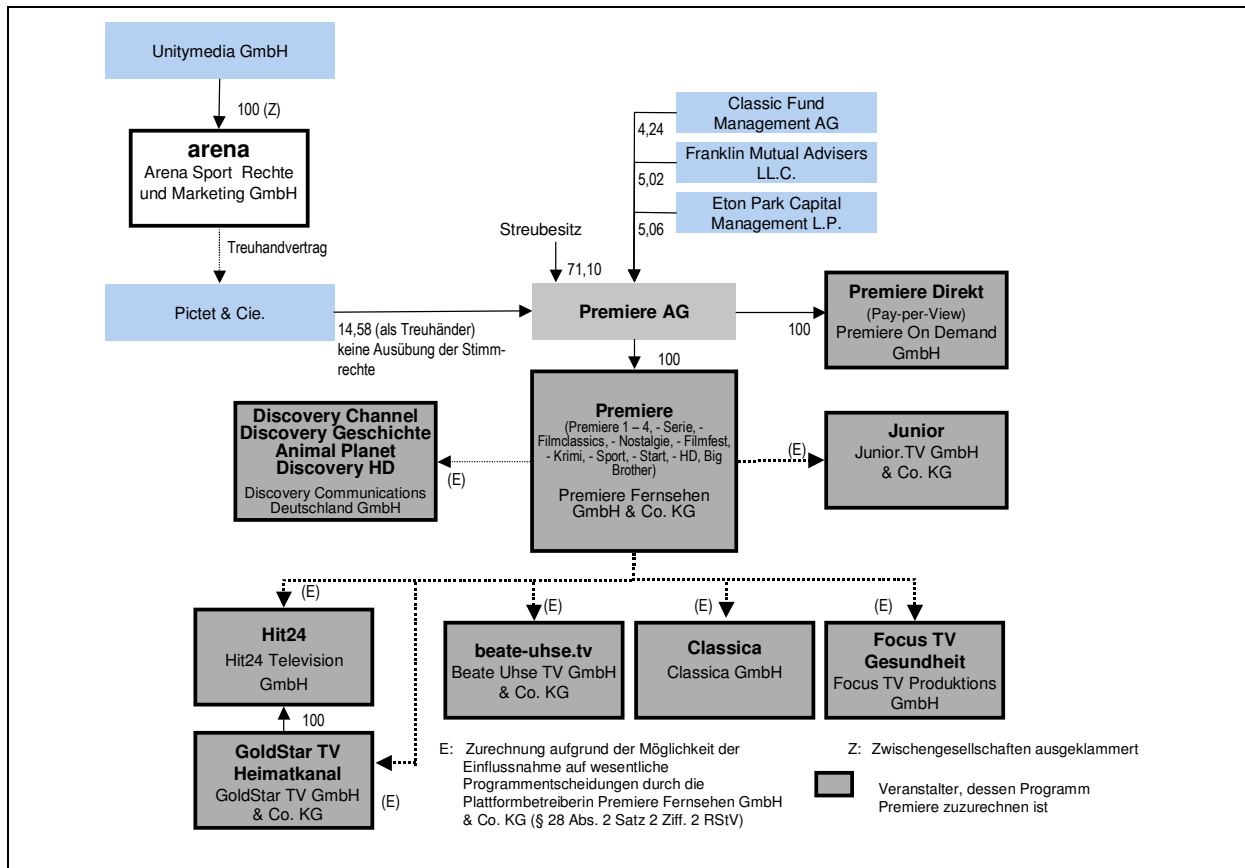 Unitymedia GmbH
100 (Z)
arena
Arena Sport Rechte
und Marketing GmbH
Treuhandvertrag
Pictet & Cie.
14,58 (als Treuhänder)
keine Ausübung der Stimm-
rechte
Classic Fund
Management AG
4,24
Franklin Mutual Advisers
LL.C.
5,02
Eton Park Capital
Management L.P.
5,06
Streubesitz
71,10
Premiere AG
100
Premiere Direkt
(Pay-per-View)
Premiere On Demand
GmbH
100
Discovery Channel
Discovery Geschichte
Animal Planet
Discovery HD
Discovery Communications
Deutschland GmbH
(E)
Premiere
(Premiere 1 – 4, - Serie, -
Filmclassics, - Nostalgie, - Filmfest,
- Krimi, - Sport, - Start, - HD, Big
Brother)
Premiere Fernsehen
GmbH & Co. KG
(E)
Junior
Junior.TV GmbH
& Co. KG
(E)
Hit24
Hit24 Television
GmbH
100
GoldStar TV
Heimatkanal
GoldStar TV GmbH
& Co. KG
(E)
(E)
beate-uhse.tv
Beate Uhse TV GmbH
& Co. KG
(E)
Classica
Classica GmbH
(E)
Focus TV
Gesundheit
Focus TV Produktions
GmbH
E: Zurechnung aufgrund der Möglichkeit der
Einflussnahme auf wesentliche
Programmentscheidungen durch die
Plattformbetreiberin Premiere Fernsehen GmbH
& Co. KG (§ 28 Abs. 2 Satz 2 Ziff. 2 RStV)
Z: Zwischengesellschaften ausgeklammert
Veranstalter, dessen Programm
Premiere zuzurechnen ist